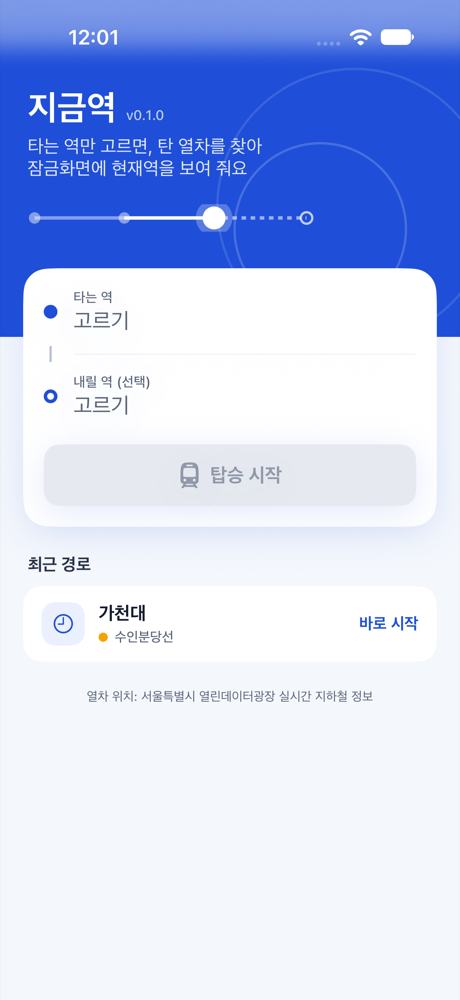 12:01
지금역 v0.1.0
타는 역만 고르면, 탄 열차를 찾아
잠금화면에 현재역을 보여 줘요
타는 역
고르기
내릴 역 (선택)
고르기
탑승 시작
최근 경로
가천대
수인분당선
바로 시작
열차 위치: 서울특별시 열린데이터광장 실시간 지하철 정보